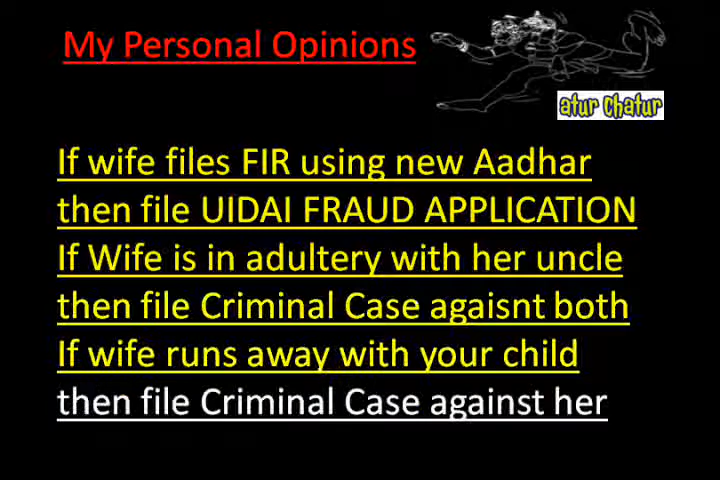 My Personal Opinions
atur chatur
If wife files FIR using new Aadhar
then file UIDAI FRAUD APPLICATION
If Wife is in adultery with her uncle
then file Criminal Case agaisnt both
If wife runs away with your child
then file Criminal Case against her